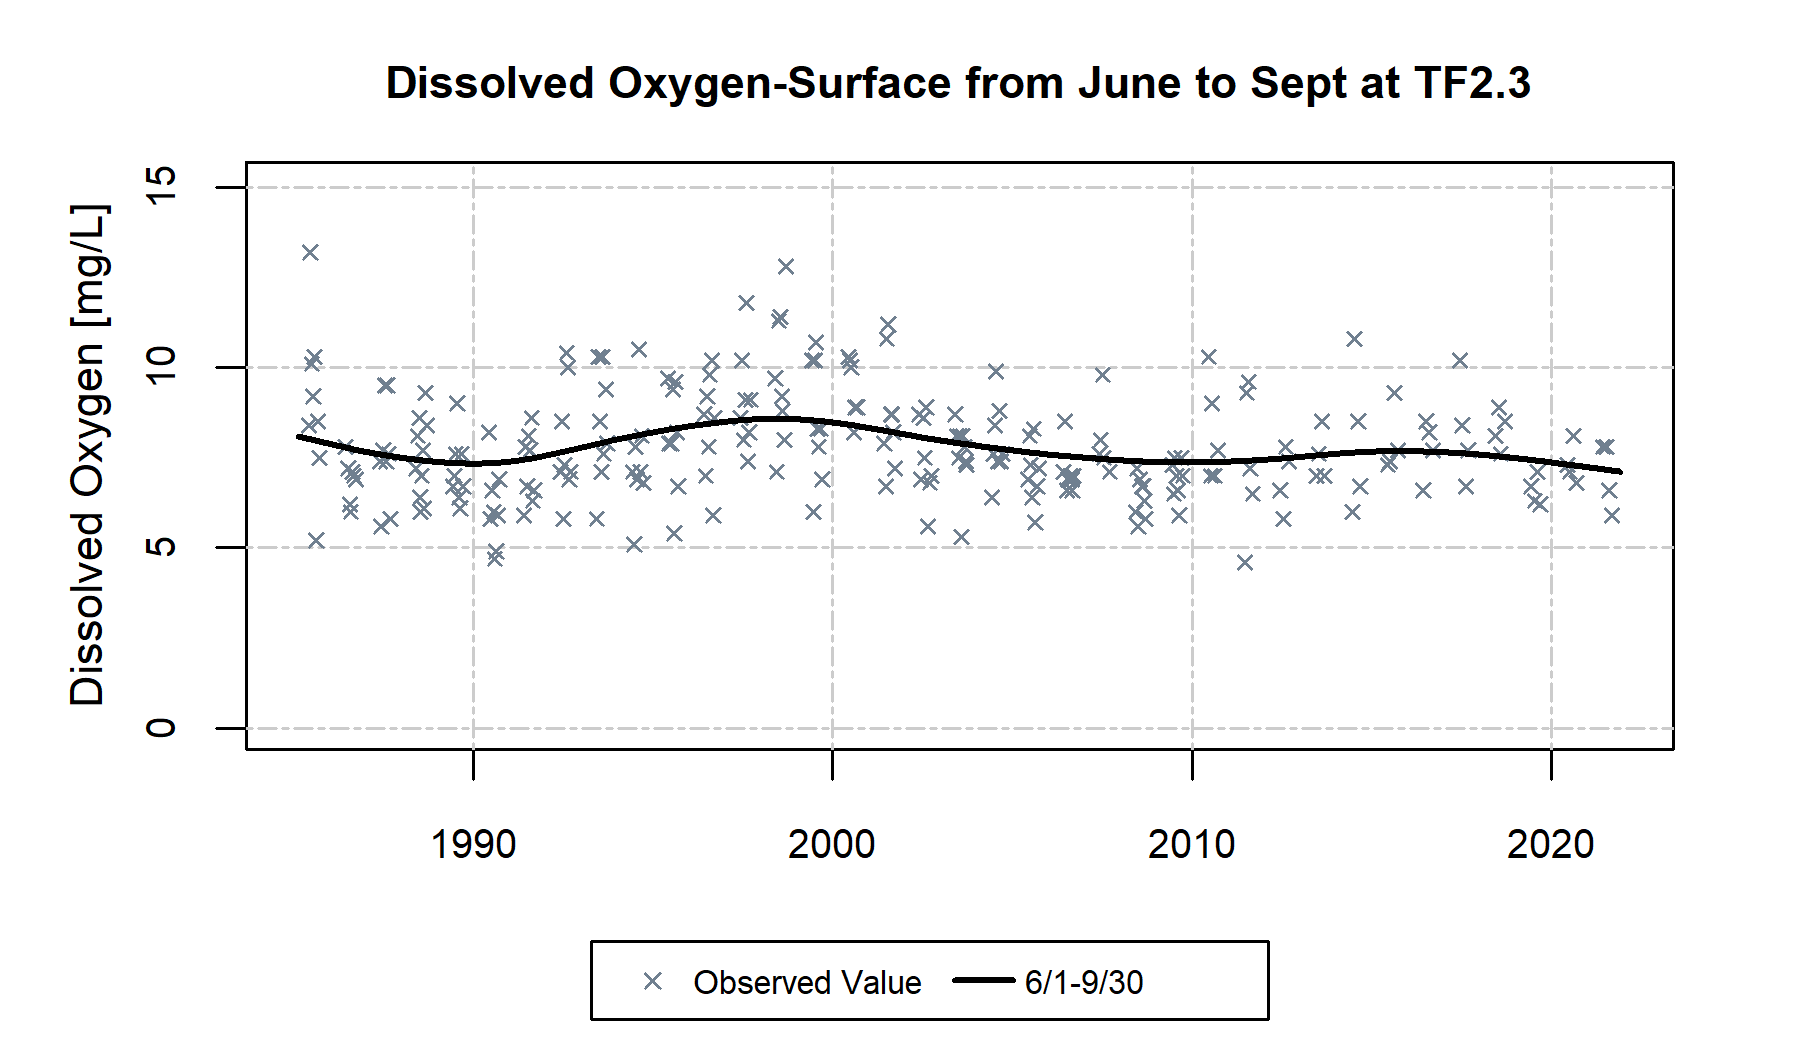 Dissolved Oxygen-Surface from June to Sept at TF2.3
Dissolved Oxygen [mg/L]
15
10
5
0
1990 2000 2010 2020
Observed Value 6/1-9/30